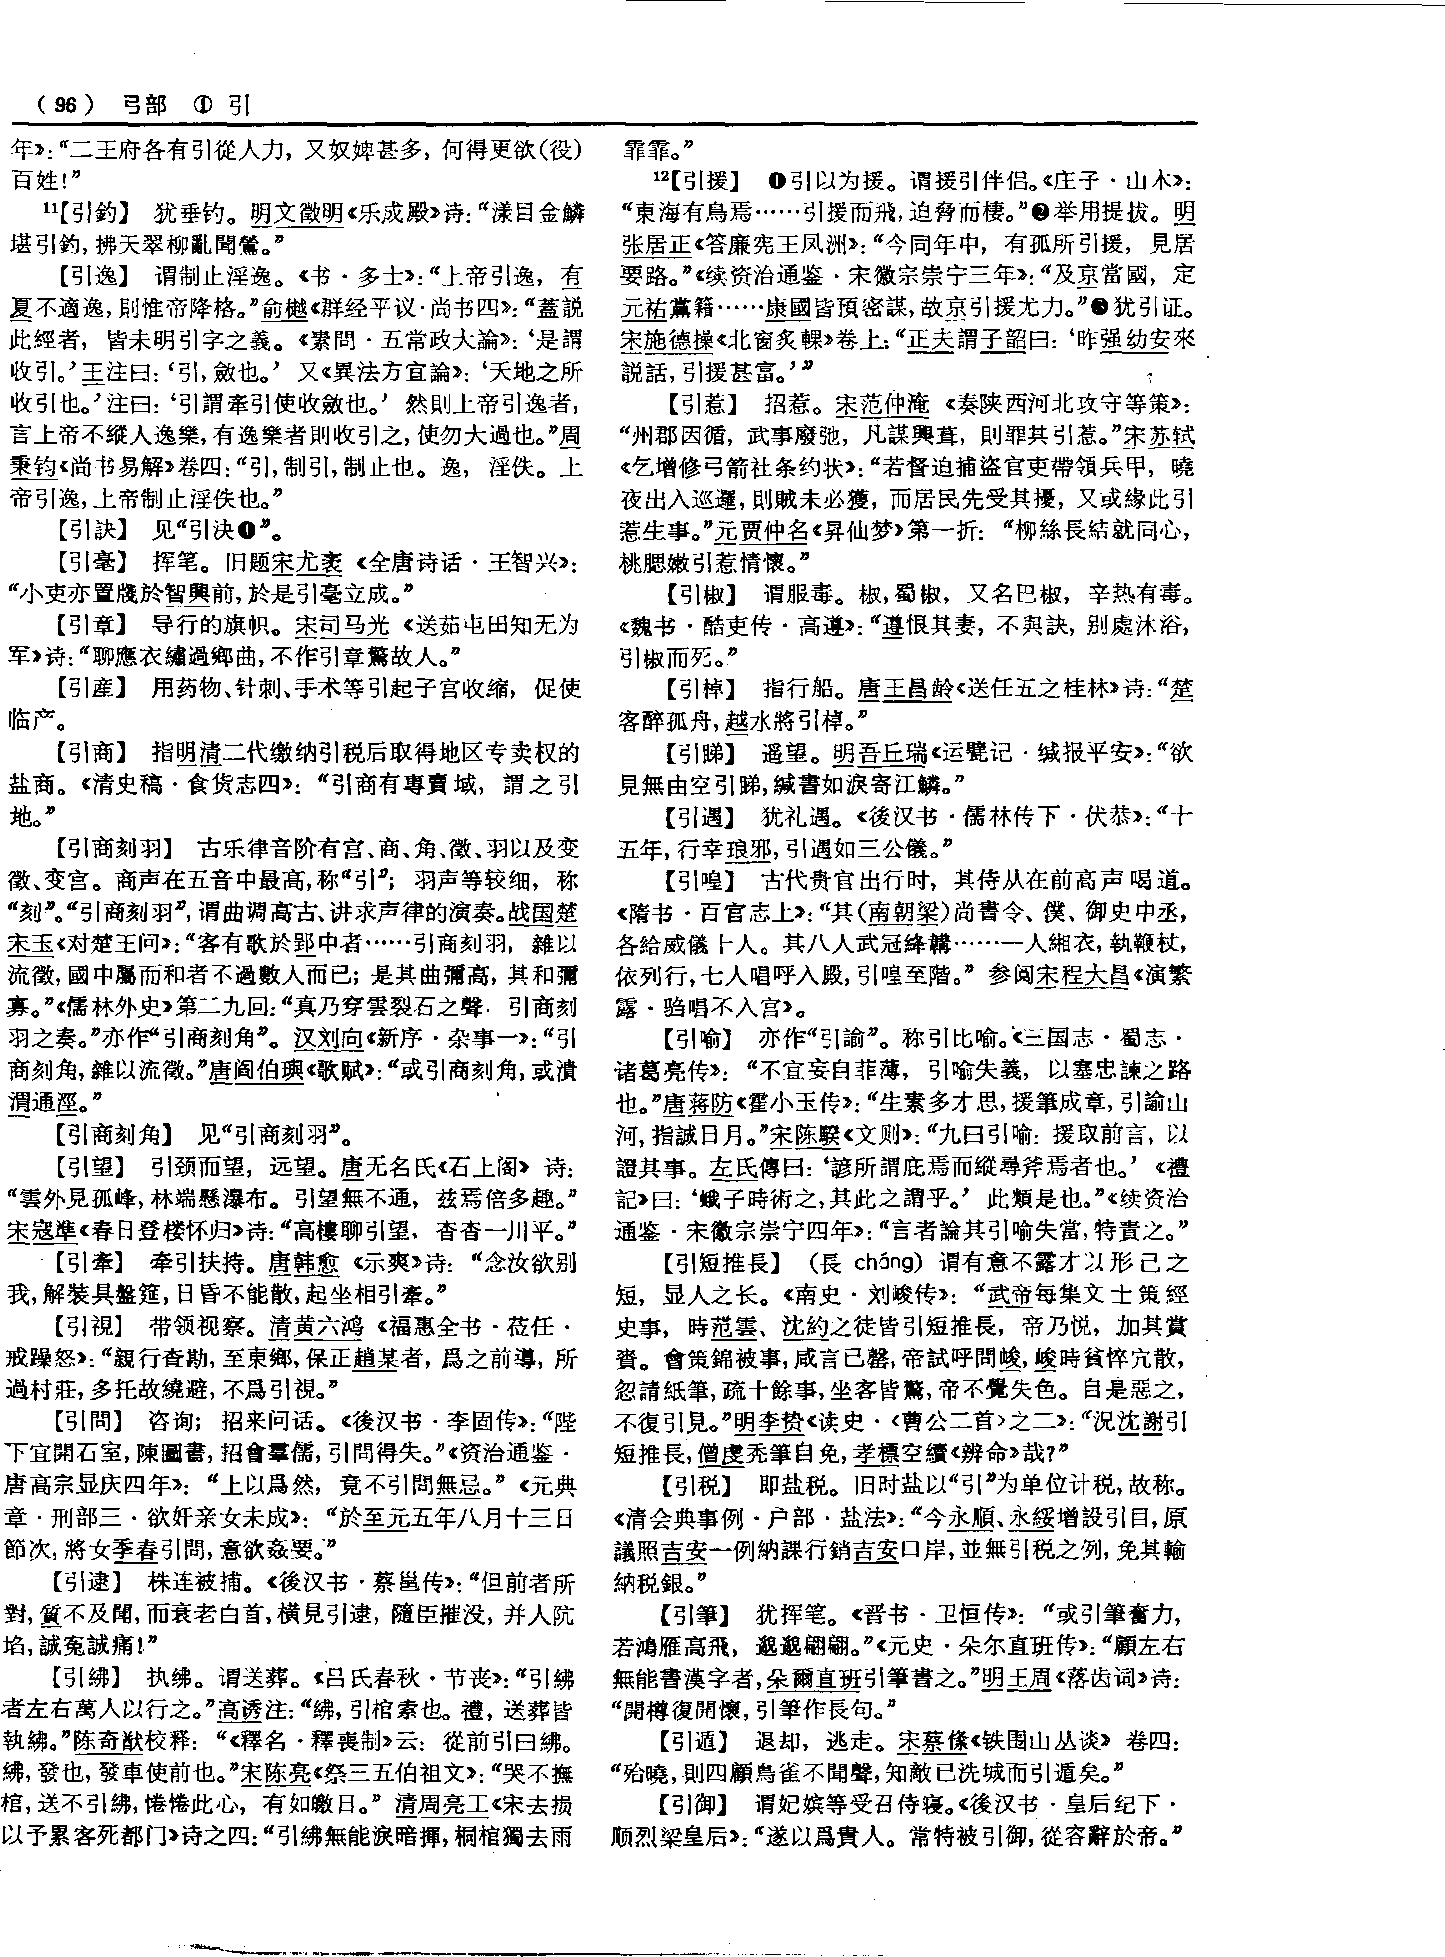 （96） 弓部 ① 引
年》：“二王府各有引從人力，又奴婢甚多，何得更欲（役）
百姓！”
¹¹【引釣】 犹垂钓。明文徵明《乐成殿》诗：“漾目金鱗
堪引釣，拂天翠柳亂聞鶯。”
【引逸】 谓制止淫逸。《书·多士》：“上帝引逸，有
夏不適逸，則惟帝降格。”俞樾《群经平议·尚书四》：“蓋説
此經者，皆未明引字之義。《素問·五常政大論》：‘是謂
收引。’王注曰：‘引，斂也。’又《異法方宜論》：‘天地之所
收引也。’注曰：‘引謂牽引使收斂也。’然則上帝引逸者，
言上帝不縱人逸樂，有逸樂者則收引之，使勿大過也。”周
秉钧《尚书易解》卷四：“引，制引，制止也。逸，淫佚。上
帝引逸，上帝制止淫佚也。”
【引訣】 见“引決❶”。
【引毫】 挥笔。旧题宋尤袤《全唐诗话·王智兴》：
“小吏亦置牋於智興前，於是引毫立成。”
【引章】 导行的旗帜。宋司马光《送茹屯田知无为
军》诗：“聊應衣繡過鄉曲，不作引章驚故人。”
【引産】 用药物、针刺、手术等引起子宫收缩，促使
临产。
【引商】 指明清二代缴纳引税后取得地区专卖权的
盐商。《清史稿·食货志四》：“引商有專賣域，謂之引
地。”
【引商刻羽】 古乐律音阶有宫、商、角、徵、羽以及变
徵、变宫。商声在五音中最高，称“引”；羽声等较细，称
“刻”。“引商刻羽”，谓曲调高古、讲求声律的演奏。战国楚
宋玉《对楚王问》：“客有歌於郢中者……引商刻羽，雜以
流徵，國中屬而和者不過數人而已；是其曲彌高，其和彌
寡。”《儒林外史》第二九回：“真乃穿雲裂石之聲，引商刻
羽之奏。”亦作“引商刻角”。汉刘向《新序·杂事一》：“引
商刻角，雜以流徵。”唐阎伯璵《歌赋》：“或引商刻角，或潰
渭通涇。”
【引商刻角】 见“引商刻羽”。
【引望】 引颈而望，远望。唐无名氏《石上阁》诗：
“雲外見孤峰，林端懸瀑布。引望無不通，兹焉倍多趣。”
宋寇準《春日登楼怀归》诗：“高樓聊引望，杳杳一川平。”
【引牽】 牵引扶持。唐韩愈《示爽》诗：“念汝欲别
我，解裝具盤筵，日昏不能散，起坐相引牽。”
【引視】 带领视察。清黄六鸿《福惠全书·莅任·
戒躁怒》：“親行查勘，至東鄉，保正趙某者，爲之前導，所
過村莊，多托故繞避，不爲引視。”
【引問】 咨询；招来问话。《後汉书·李固传》：“陛
下宜開石室，陳圖書，招會羣儒，引問得失。”《资治通鉴·
唐高宗显庆四年》：“上以爲然，竟不引問無忌。”《元典
章·刑部三·欲奸亲女未成》：“於至元五年八月十三日
節次，將女季春引問，意欲姦要。”
【引逮】 株连被捕。《後汉书·蔡邕传》：“但前者所
對，質不及聞，而衰老白首，横見引逮，隨臣摧没，并入阬
埳，誠冤誠痛！”
【引紼】 执绋。谓送葬。《吕氏春秋·节丧》：“引紼
者左右萬人以行之。”高诱注：“紼，引棺索也。禮，送葬皆
執紼。”陈奇猷校释：“《釋名·釋喪制》云：從前引曰紼。
紼，發也，發車使前也。”宋陈亮《祭三五伯祖文》：“哭不撫
棺，送不引紼，惓惓此心，有如皦日。”清周亮工《宋去损
以予累客死都门》诗之四：“引紼無能淚暗揮，桐棺獨去雨
霏霏。”
¹²【引援】 ❶引以为援。谓援引伴侣。《庄子·山木》：
“東海有鳥焉……引援而飛，迫脅而棲。”❷举用提拔。明
张居正《答廉宪王凤洲》：“今同年中，有孤所引援，見居
要路。”《续资治通鉴·宋徽宗崇宁三年》：“及京當國，定
元祐黨籍……康國皆預密謀，故京引援尤力。”❸犹引证。
宋施德操《北窗炙輠》卷上：“正夫謂子韶曰：‘昨强幼安來
説話，引援甚富。’”
【引惹】 招惹。宋范仲淹《奏陕西河北攻守等策》：
“州郡因循，武事廢弛，凡謀興葺，則罪其引惹。”宋苏轼
《乞增修弓箭社条约状》：“若督迫捕盗官吏帶領兵甲，曉
夜出入巡邏，則賊未必獲，而居民先受其擾，又或緣此引
惹生事。”元贾仲名《昇仙梦》第一折：“柳絲長結就同心，
桃腮嫩引惹情懷。”
【引椒】 谓服毒。椒，蜀椒，又名巴椒，辛热有毒。
《魏书·酷吏传·高遵》：“遵恨其妻，不與訣，别處沐浴，
引椒而死。”
【引棹】 指行船。唐王昌龄《送任五之桂林》诗：“楚
客醉孤舟，越水將引棹。”
【引睇】 遥望。明吾丘瑞《运甓记·缄报平安》：“欲
見無由空引睇，緘書如淚寄江鱗。”
【引遇】 犹礼遇。《後汉书·儒林传下·伏恭》：“十
五年，行幸琅邪，引遇如三公儀。”
【引喤】 古代贵官出行时，其侍从在前高声喝道。
《隋书·百官志上》：“其（南朝梁）尚書令、僕、御史中丞，
各給威儀十人。其八人武冠絳韝……一人緗衣，執鞭杖，
依列行，七人唱呼入殿，引喤至階。”参阅宋程大昌《演繁
露·驺唱不入宫》。
【引喻】 亦作“引諭”。称引比喻。《三国志·蜀志·
诸葛亮传》：“不宜妄自菲薄，引喻失義，以塞忠諫之路
也。”唐蒋防《霍小玉传》：“生素多才思，援筆成章，引諭山
河，指誠日月。”宋陈騤《文则》：“九曰引喻：援取前言，以
證其事。左氏傳曰：‘諺所謂庇焉而縱尋斧焉者也。’《禮
記》曰：‘蛾子時術之，其此之謂乎。’此類是也。”《续资治
通鉴·宋徽宗崇宁四年》：“言者論其引喻失當，特責之。”
【引短推長】 （長 cháng）谓有意不露才以形己之
短，显人之长。《南史·刘峻传》：“武帝每集文士策經
史事，時范雲、沈約之徒皆引短推長，帝乃悦，加其賞
賚。會策錦被事，咸言已罄，帝試呼問峻，峻時貧悴宂散，
忽請紙筆，疏十餘事，坐客皆驚，帝不覺失色。自是惡之，
不復引見。”明李贽《读史·〈曹公二首〉之二》：“況沈謝引
短推長，僧虔秃筆自免，孝標空續《辨命》哉？”
【引税】 即盐税。旧时盐以“引”为单位计税，故称。
《清会典事例·户部·盐法》：“今永順、永綏增設引目，原
議照吉安一例納課行銷吉安口岸，並無引税之例，免其輸
納税銀。”
【引筆】 犹挥笔。《晋书·卫恒传》：“或引筆奮力，
若鴻雁高飛，邈邈翩翩。”《元史·朵尔直班传》：“顧左右
無能書漢字者，朵爾直班引筆書之。”明王周《落齿词》诗：
“開樽復開懷，引筆作長句。”
【引遁】 退却，逃走。宋蔡絛《铁围山丛谈》卷四：
“殆曉，則四顧鳥雀不聞聲，知敵已洗城而引遁矣。”
【引御】 谓妃嫔等受召侍寝。《後汉书·皇后纪下·
顺烈梁皇后》：“遂以爲貴人。常特被引御，從容辭於帝。”